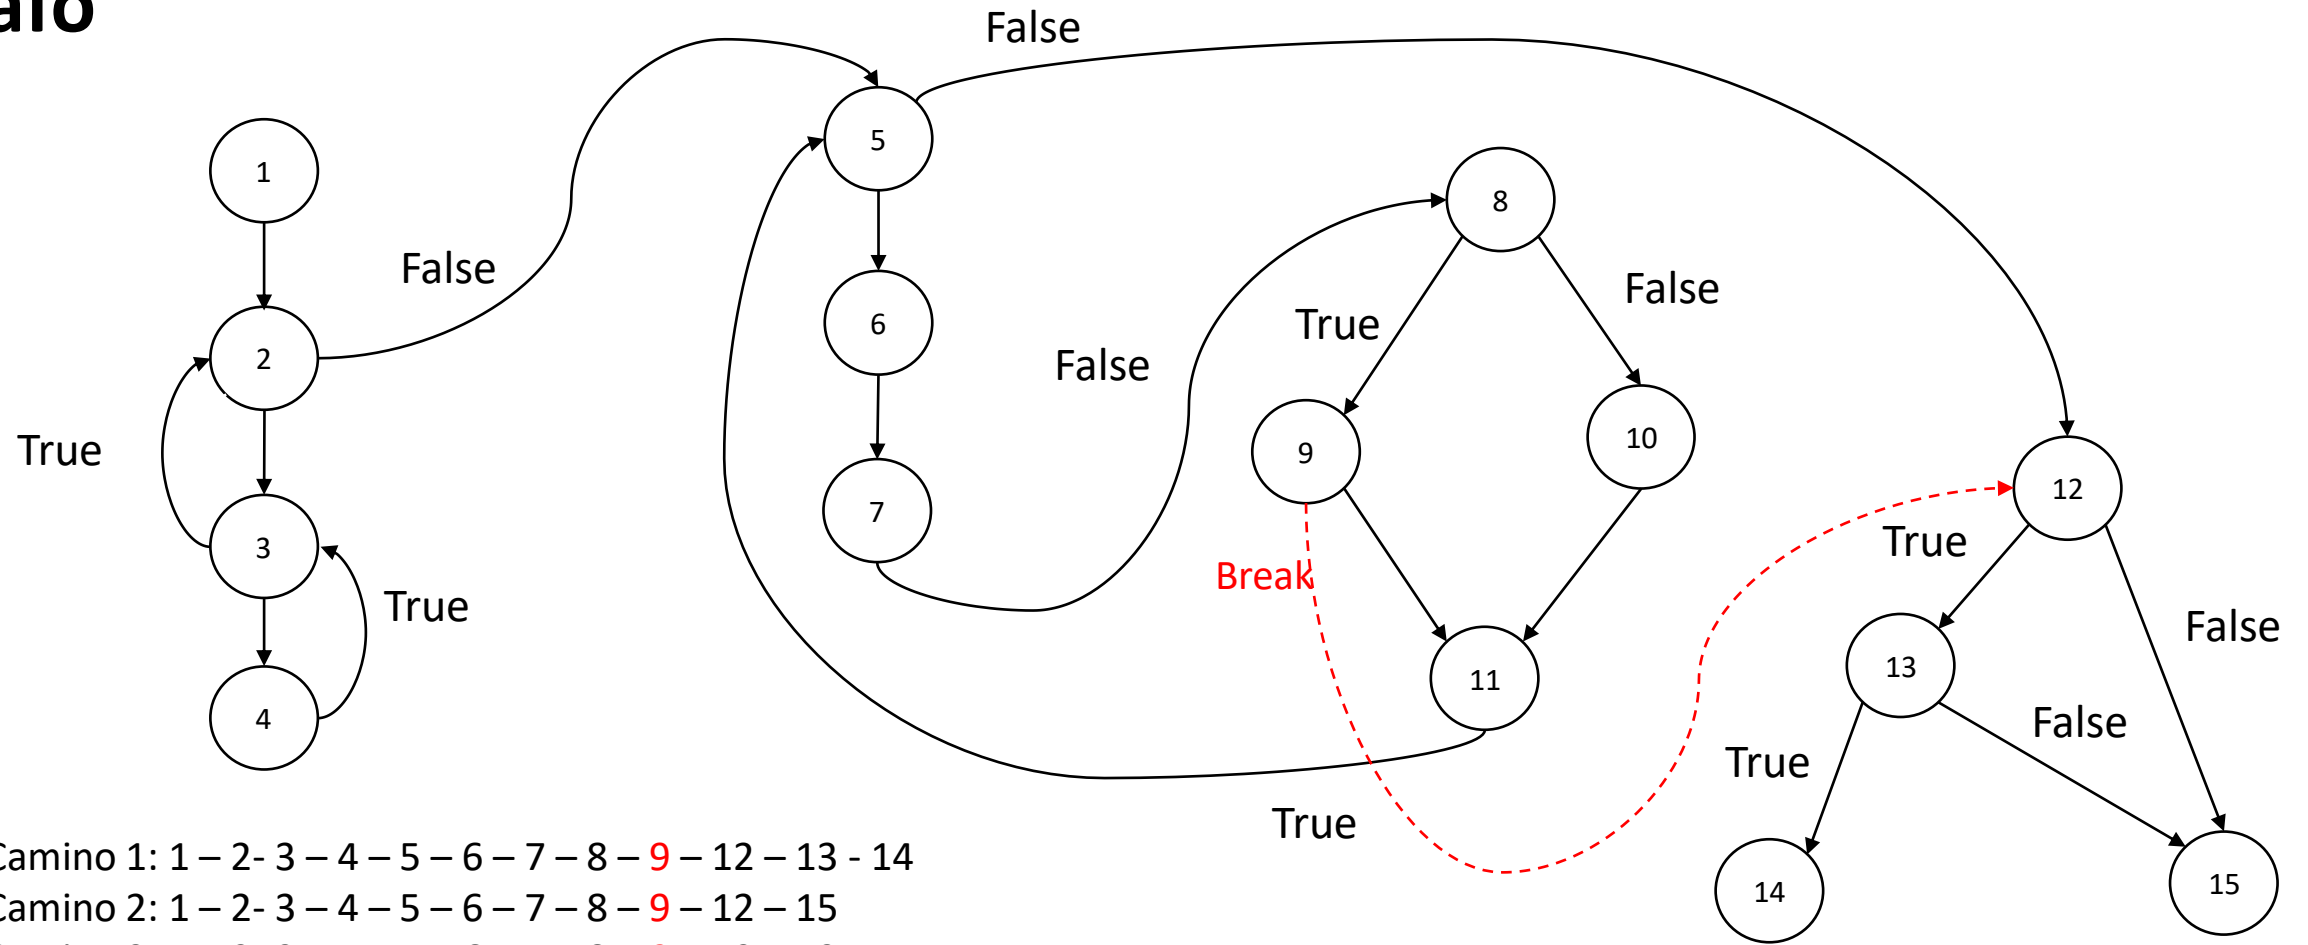 False
5
1
8
False
False
6
True
False
2
True
False
9
10
True
7
12
3
True
Break
True
False
13
11
4
False
True
True
14
15
Camino 1: 1 – 2- 3 – 4 – 5 – 6 – 7 – 8 – 9 – 12 – 13 - 14
Camino 2: 1 – 2- 3 – 4 – 5 – 6 – 7 – 8 – 9 – 12 – 15